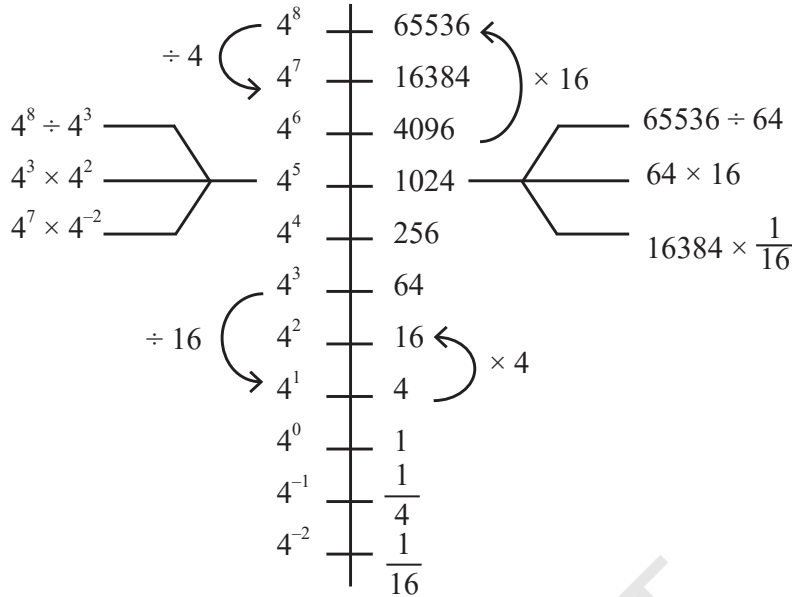 4⁸ 65536
÷ 4
4⁷ 16384
× 16
4⁶ 4096
4⁸ ÷ 4³
65536 ÷ 64
4³ × 4²
4⁵ 1024
64 × 16
4⁷ × 4⁻²
16384 × 1/16
4⁴ 256
4³ 64
÷ 16
4² 16
× 4
4¹ 4
4⁰ 1
4⁻¹ 1/4
4⁻² 1/16